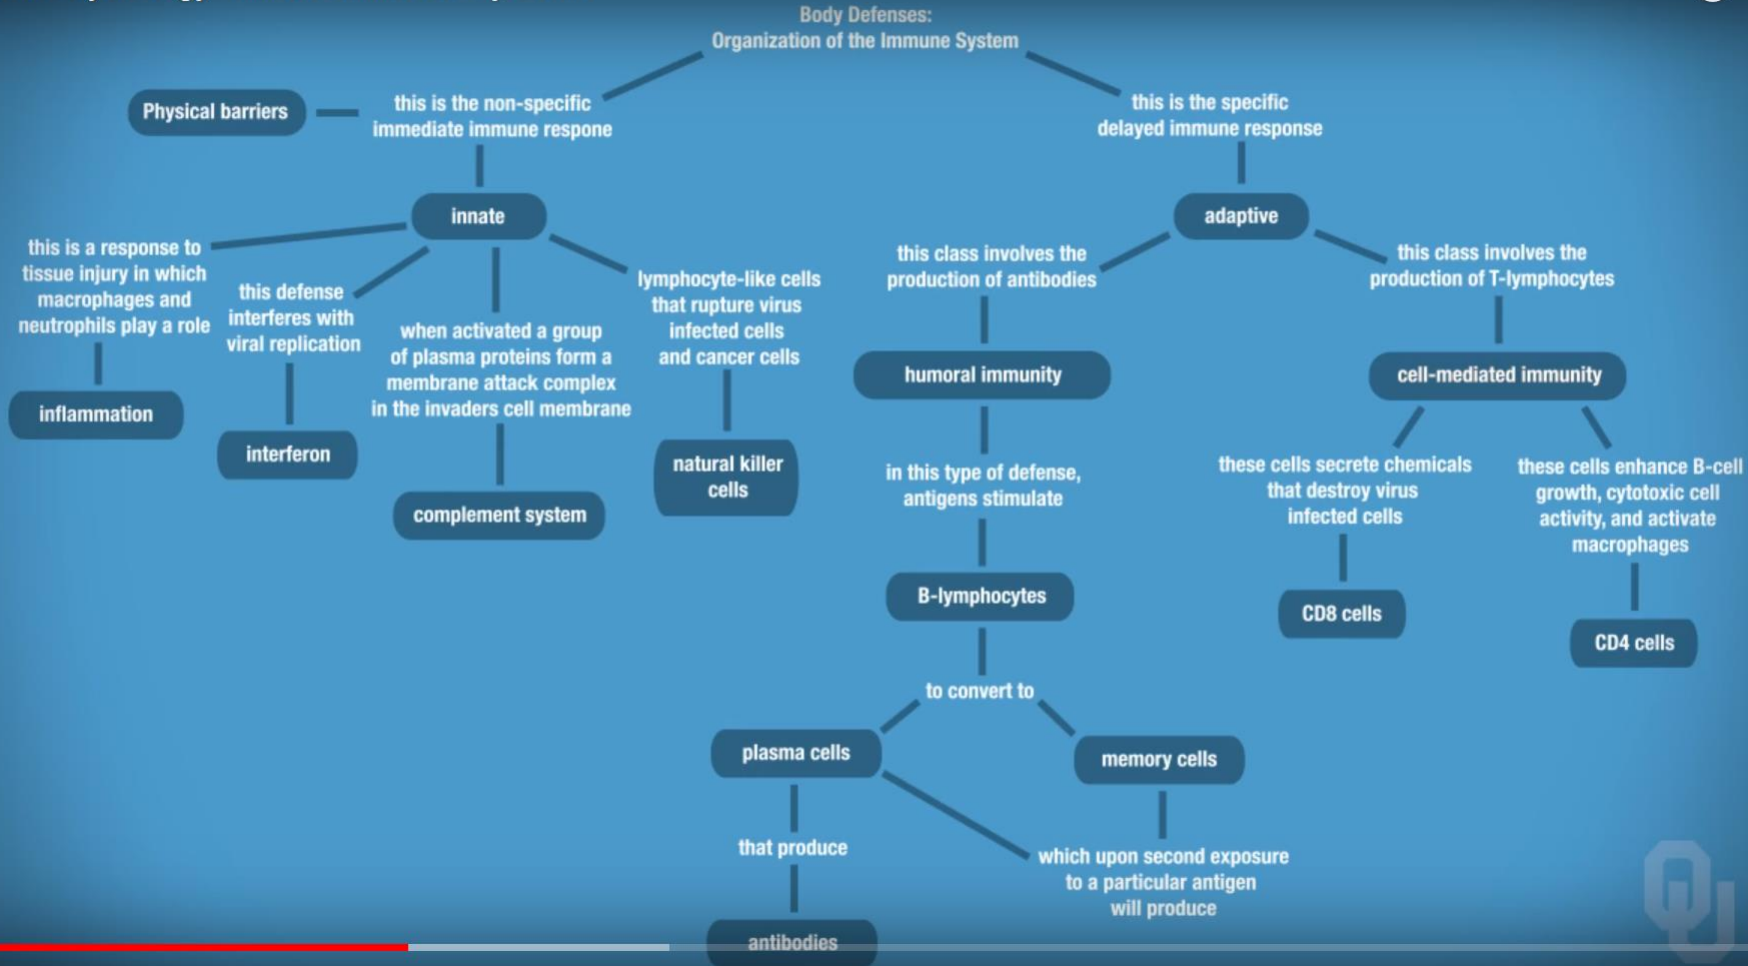 Body Defenses:
Organization of the Immune System
Physical barriers
this is the non-specific
immediate immune respone
this is the specific
delayed immune response
innate
adaptive
this is a response to
tissue injury in which
macrophages and
neutrophils play a role
inflammation
this defense
interferes with
viral replication
interferon
when activated a group
of plasma proteins form a
membrane attack complex
in the invaders cell membrane
complement system
lymphocyte-like cells
that rupture virus
infected cells
and cancer cells
natural killer
cells
this class involves the
production of antibodies
humoral immunity
in this type of defense,
antigens stimulate
B-lymphocytes
to convert to
plasma cells
memory cells
that produce
antibodies
which upon second exposure
to a particular antigen
will produce
this class involves the
production of T-lymphocytes
cell-mediated immunity
these cells secrete chemicals
that destroy virus
infected cells
CD8 cells
these cells enhance B-cell
growth, cytotoxic cell
activity, and activate
macrophages
CD4 cells
OU